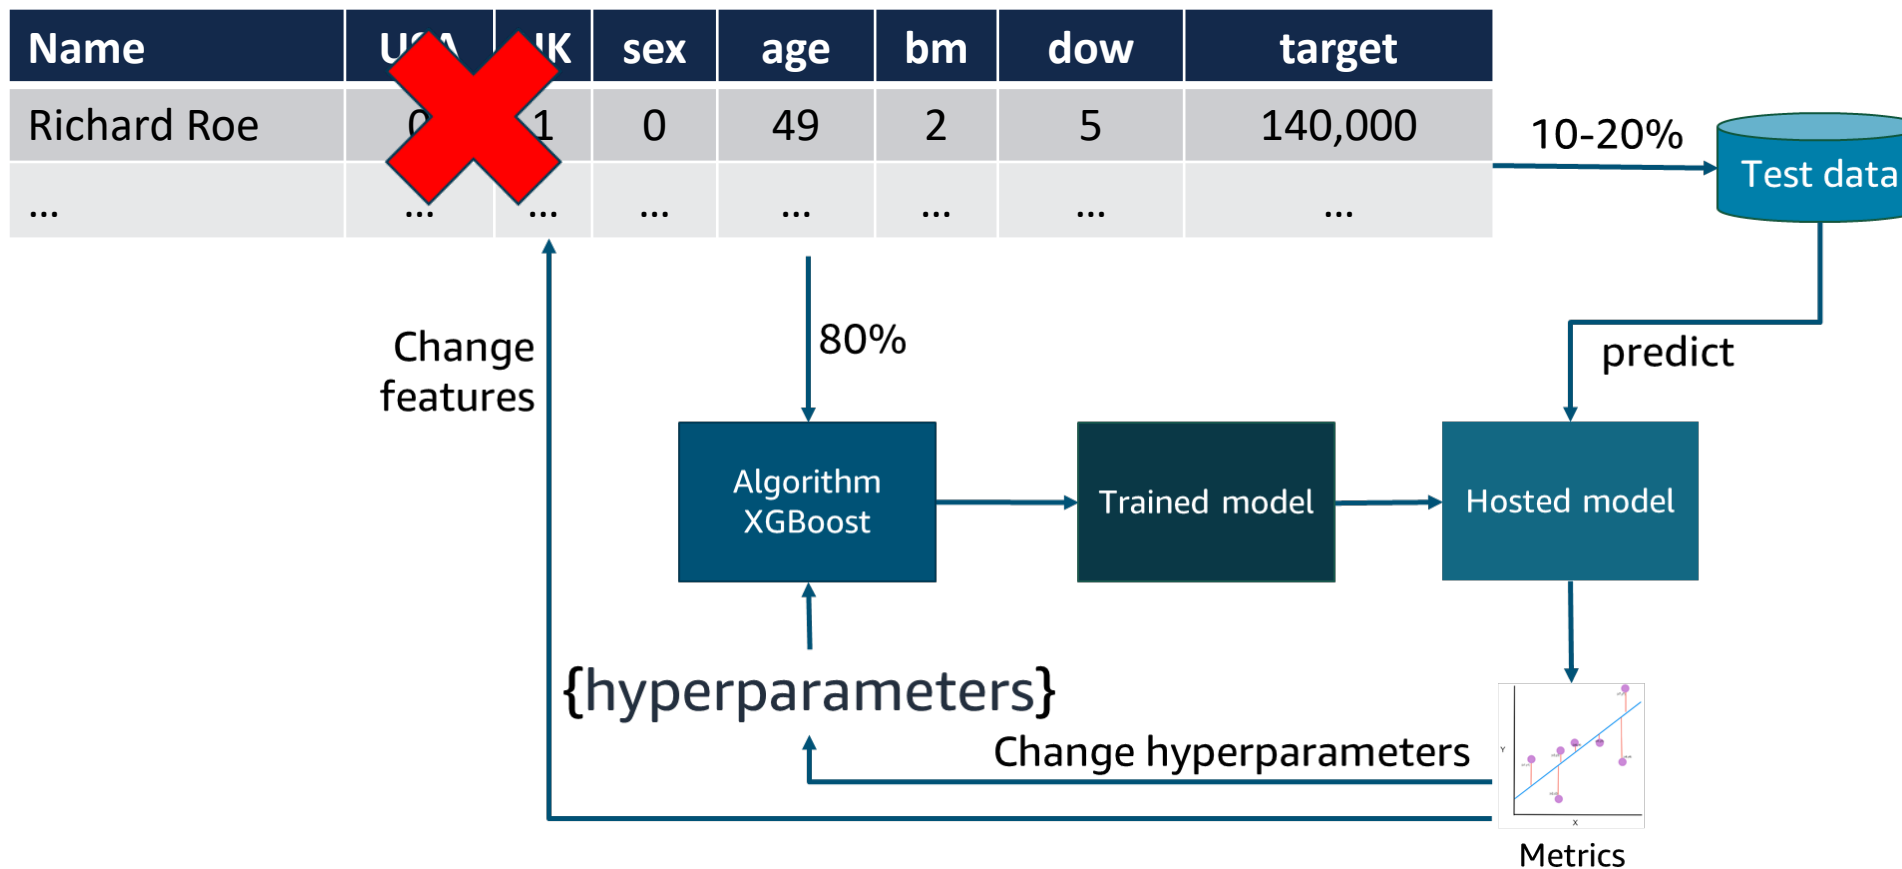 Name sex age bm dow target
Richard Roe 1 0 49 2 5 140,000
... ... ... ... ... ... ... ...
10-20%
Test data
Change
features
80%
predict
Algorithm
XGBoost
Trained model
Hosted model
{hyperparameters}
Change hyperparameters
Y
X
Metrics